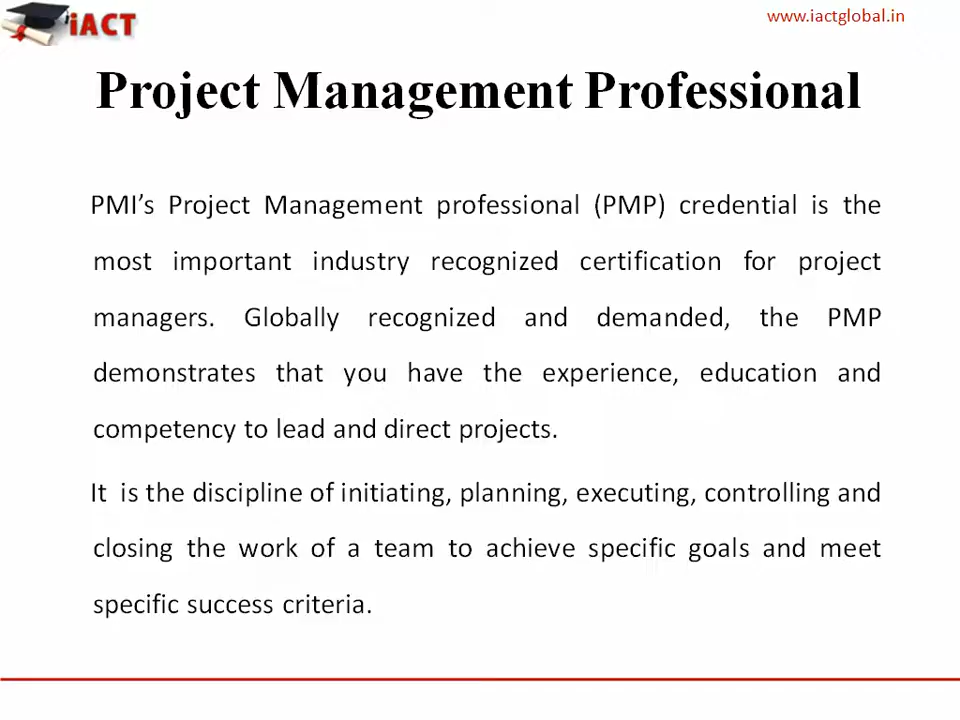 iACT
www.iactglobal.in
Project Management Professional
PMI’s Project Management professional (PMP) credential is the
most important industry recognized certification for project
managers. Globally recognized and demanded, the PMP
demonstrates that you have the experience, education and
competency to lead and direct projects.
It is the discipline of initiating, planning, executing, controlling and
closing the work of a team to achieve specific goals and meet
specific success criteria.